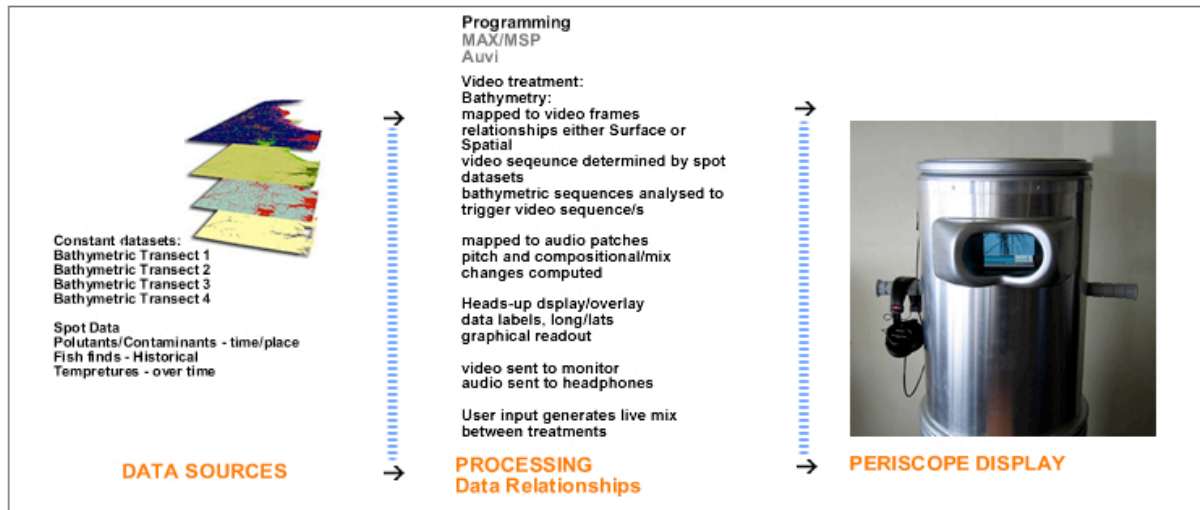 Constant datasets:
Bathymetric Transect 1
Bathymetric Transect 2
Bathymetric Transect 3
Bathymetric Transect 4
Spot Data
Polutants/Contaminants - time/place
Fish finds - Historical
Tempretures - over time
DATA SOURCES
Programming
MAX/MSP
Auvi
Video treatment:
Bathymetry:
mapped to video frames
relationships either Surface or
Spatial
video seqeunce determined by spot
datasets
bathymetric sequences analysed to
trigger video sequence/s
mapped to audio patches
pitch and compositional/mix
changes computed
Heads-up dsplay/overlay
data labels, long/lats
graphical readout
video sent to monitor
audio sent to headphones
User input generates live mix
between treatments
PROCESSING
Data Relationships
PERISCOPE DISPLAY